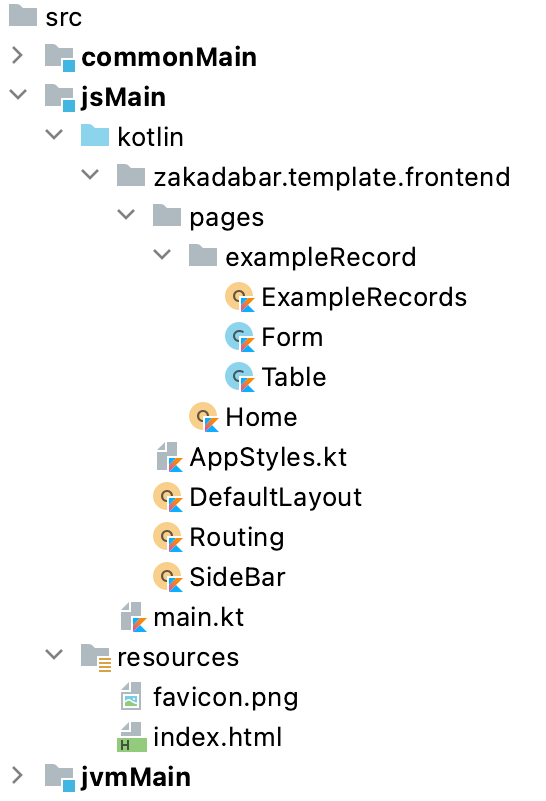 src
commonMain
jsMain
kotlin
zakadabar.template.frontend
pages
exampleRecord
ExampleRecords
Form
Table
Home
AppStyles.kt
DefaultLayout
Routing
SideBar
main.kt
resources
favicon.png
H index.html
jvmMain